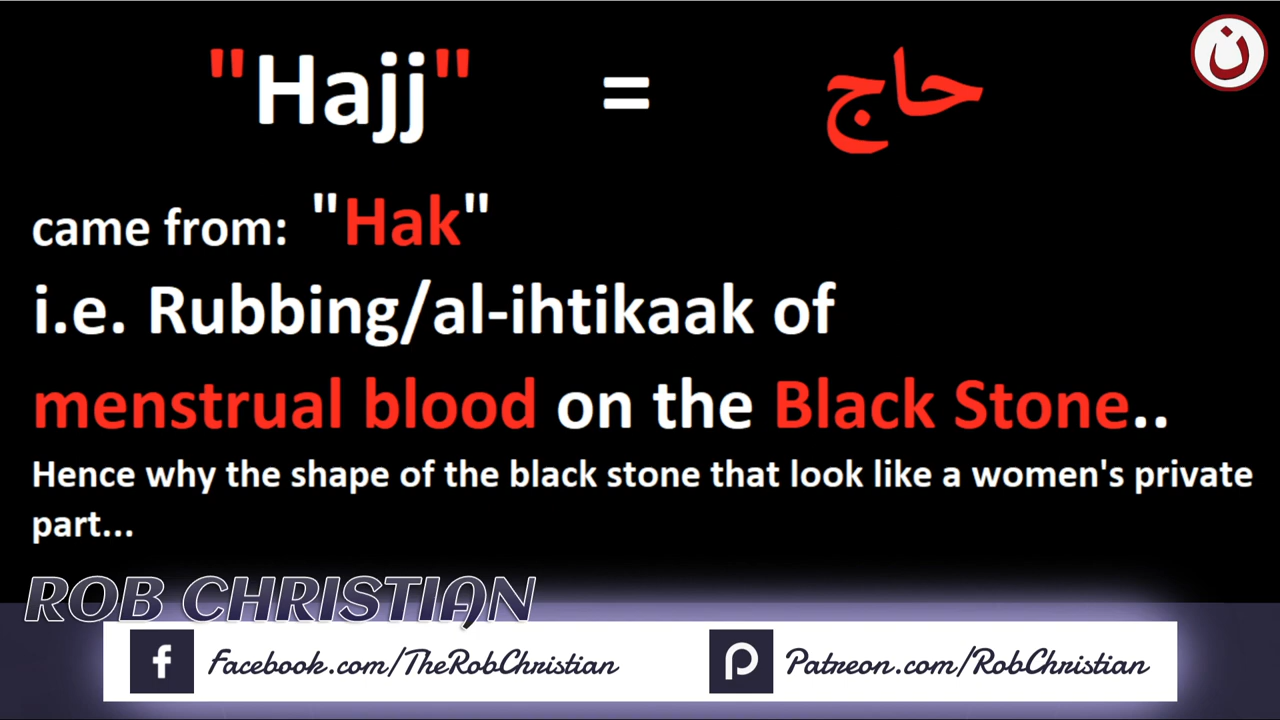 "Hajj" = حاج
ن
came from: "Hak"
i.e. Rubbing/al-ihtikaak of
menstrual blood on the Black Stone..
Hence why the shape of the black stone that look like a women's private
part...
ROB CHRISTIAN
f Facebook.com/TheRobChristian
Patreon.com/RobChristian